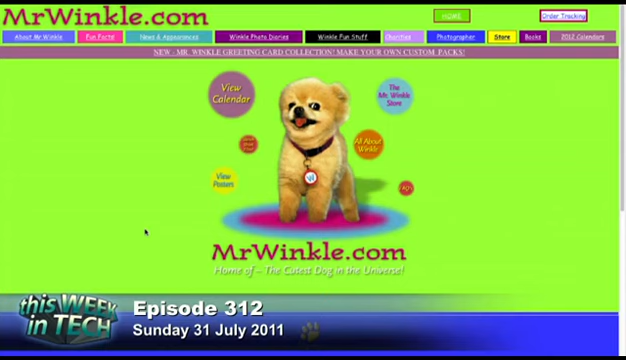 MrWinkle.com
HOME
Order Tracking
About Mr Winkle
Fun Facts!
News & Appearances
Winkle Photo Diaries
Winkle Fun Stuff
Charities
Photographer
Store
Books
2012 Calendars
NEW - MR. WINKLE GREETING CARD COLLECTION! MAKE YOUR OWN CUSTOM PACKS!
View
Calendar
The
Mr. Winkle
Store
All About
Winkle
View
Posters
FAQs
W
MrWinkle.com
Home of - The Cutest Dog in the Universe!
this WEEK
in TECH
Episode 312
Sunday 31 July 2011